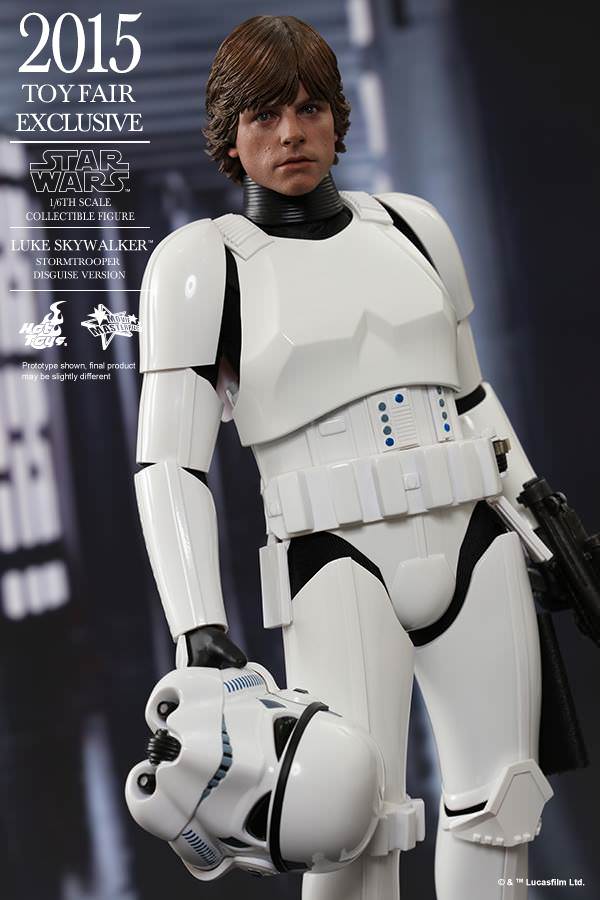 2015
TOY FAIR
EXCLUSIVE
STAR
WARS™
1/6TH SCALE
COLLECTIBLE FIGURE
LUKE SKYWALKER™
STORMTROOPER
DISGUISE VERSION
Hot
Toys.
MOVIE
MASTERPIECE
Prototype shown, final product
may be slightly different
© & ™ Lucasfilm Ltd.